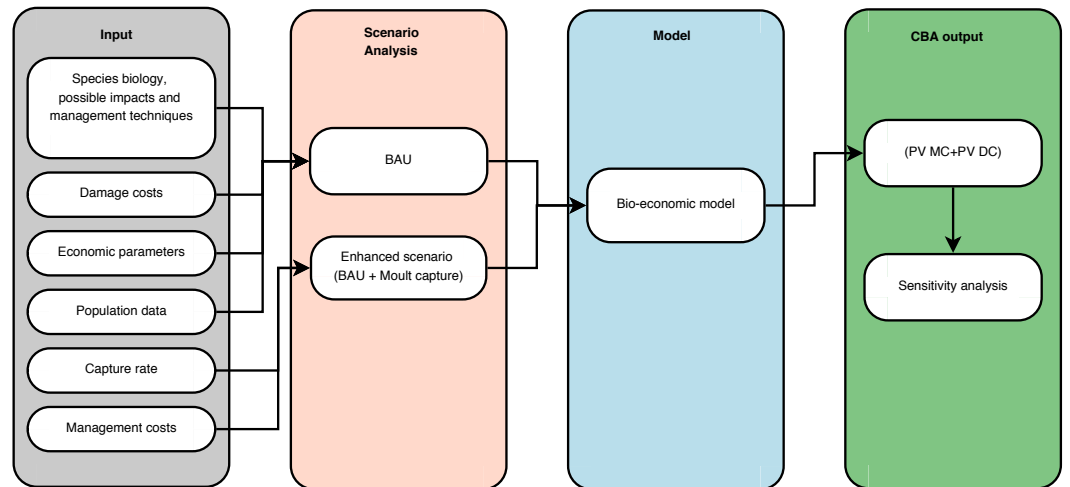 Input
Species biology,
possible impacts and
management techniques
Damage costs
Economic parameters
Population data
Capture rate
Management costs
Scenario
Analysis
BAU
Enhanced scenario
(BAU + Moult capture)
Model
Bio-economic model
CBA output
(PV MC+PV DC)
Sensitivity analysis